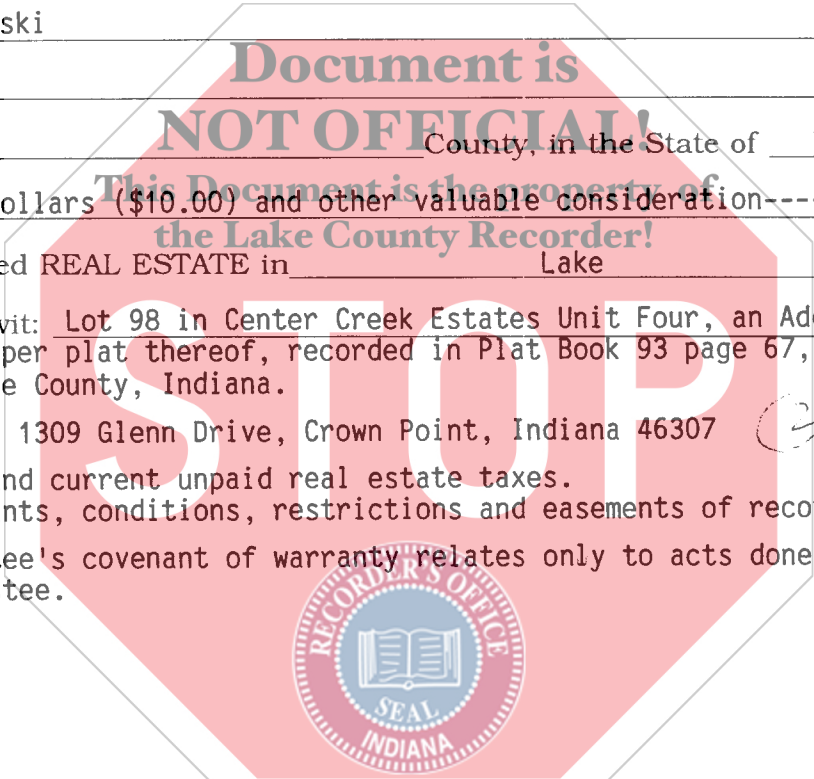 ski
Document is
NOT OFFICIAL!
County, in the State of
This Document is the property of
ollars ($10.00) and other valuable consideration----
the Lake County Recorder!
ed REAL ESTATE in Lake
vit: Lot 98 in Center Creek Estates Unit Four, an Ad
per plat thereof, recorded in Plat Book 93 page 67,
e County, Indiana.
STOP
1309 Glenn Drive, Crown Point, Indiana 46307
nd current unpaid real estate taxes.
nts, conditions, restrictions and easements of reco
ee's covenant of warranty relates only to acts done
tee.
RECORDER'S OFFICE
SEAL
INDIANA